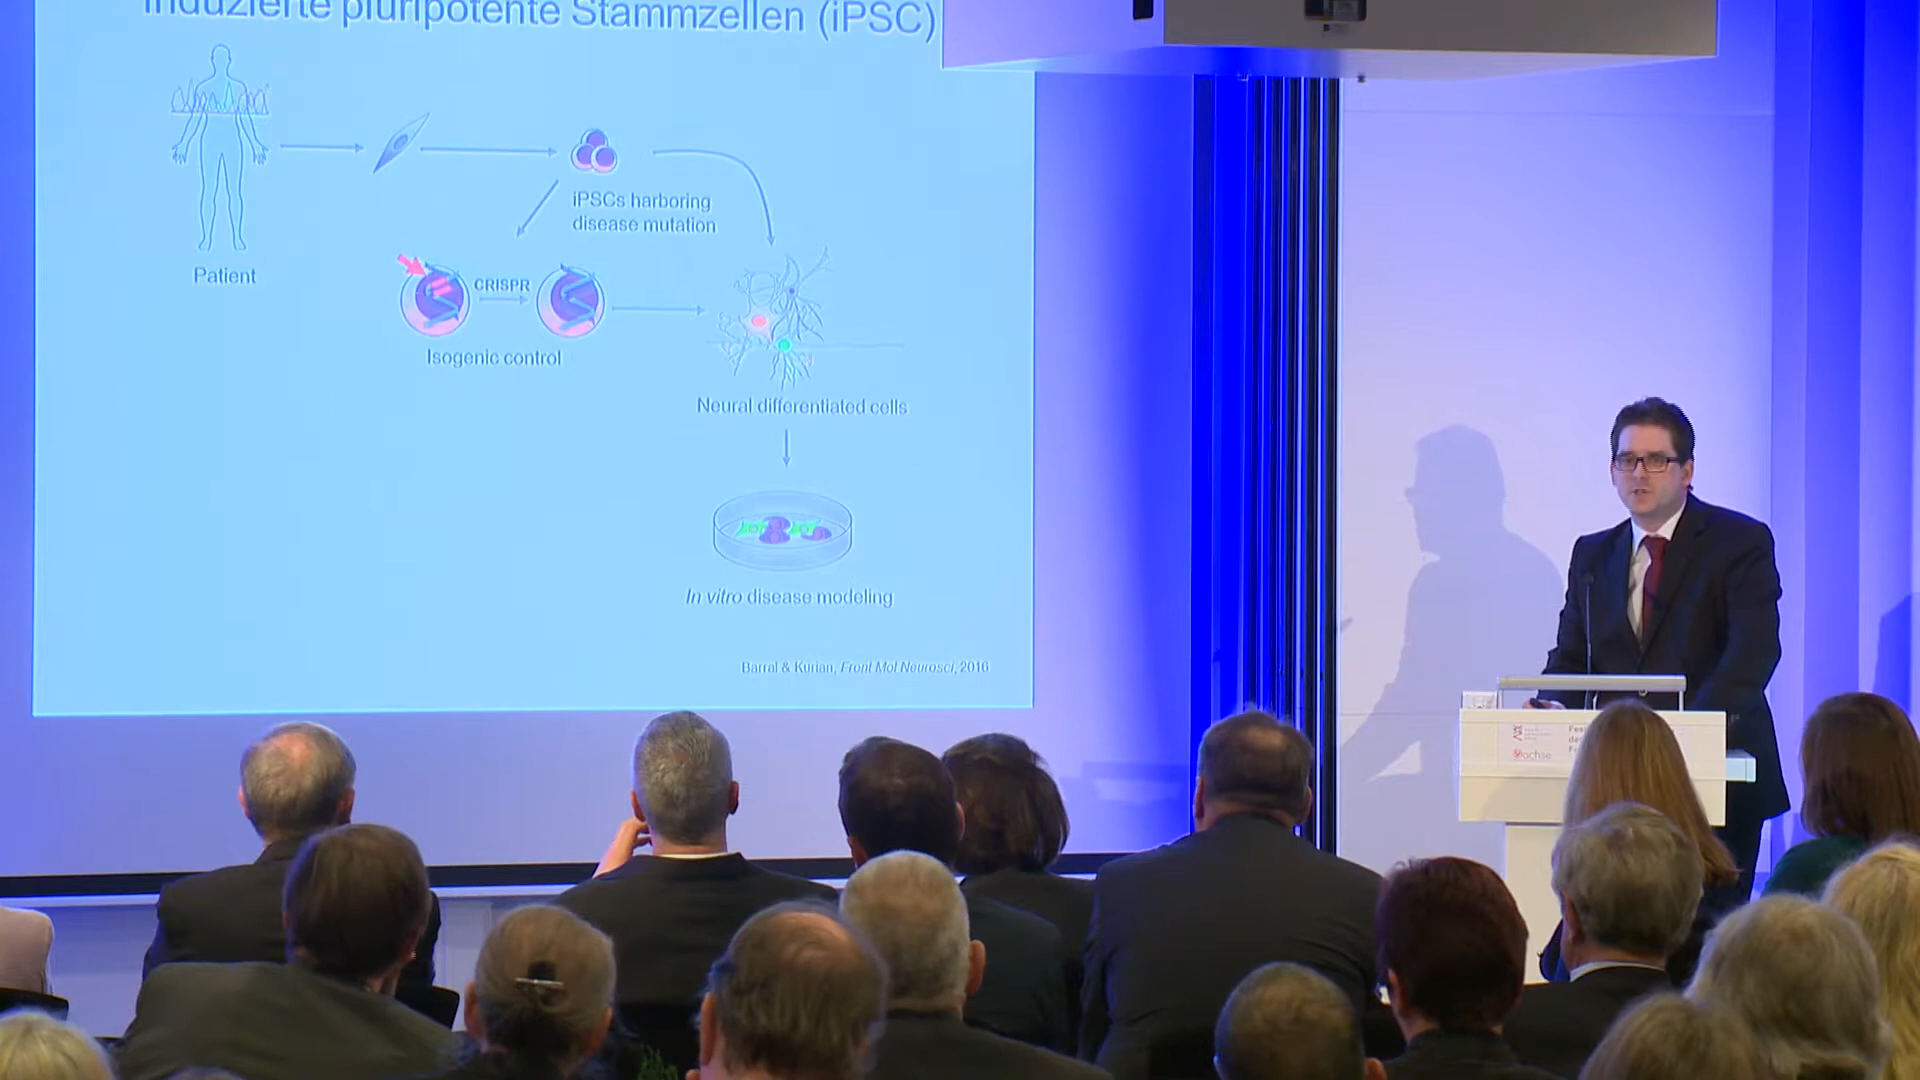 Induzierte pluripotente Stammzellen (iPSC)
iPSCs harboring
disease mutation
Patient
CRISPR
Isogenic control
Neural differentiated cells
In vitro disease modeling
Barral & Kurian, Front Mol Neurosci, 2016
achse